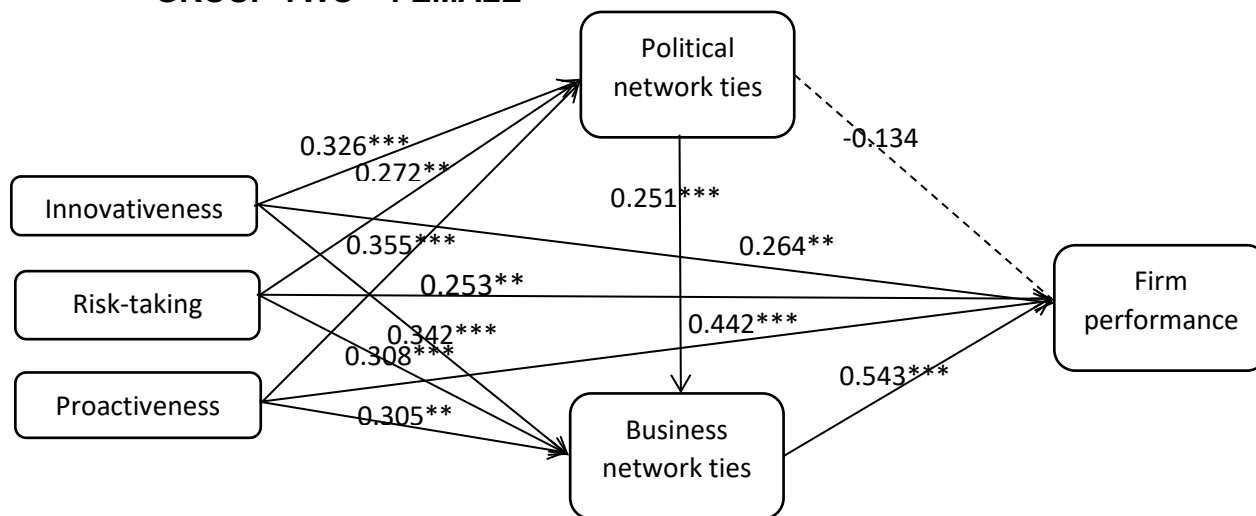 GROUP TWO – FEMALE
Political
network ties
-0.134
0.326***
0.272**
Innovativeness
0.251***
0.355***
0.264**
Risk-taking
0.253**
Firm
performance
0.342***
0.442***
0.308***
Proactiveness
0.305**
0.543***
Business
network ties